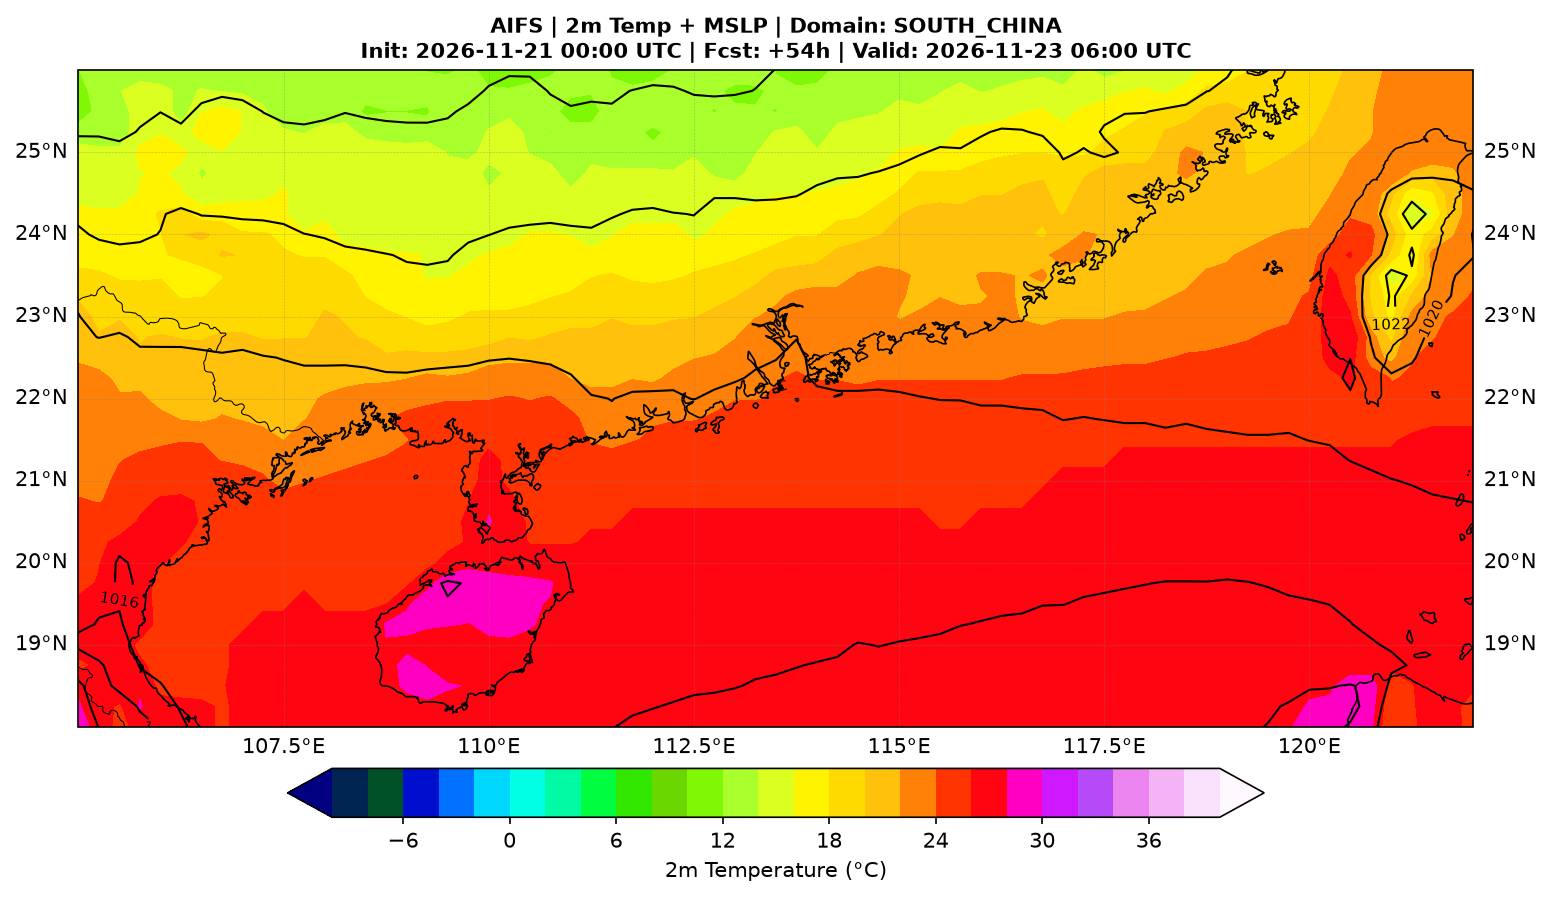 AIFS | 2m Temp + MSLP | Domain: SOUTH_CHINA
Init: 2026-11-21 00:00 UTC | Fcst: +54h | Valid: 2026-11-23 06:00 UTC
25°N 25°N
24°N 24°N
23°N 1022 1020 23°N
22°N 22°N
21°N 21°N
20°N 20°N
1016
19°N 19°N
107.5°E 110°E 112.5°E 115°E 117.5°E 120°E
−6 0 6 12 18 24 30 36
2m Temperature (°C)